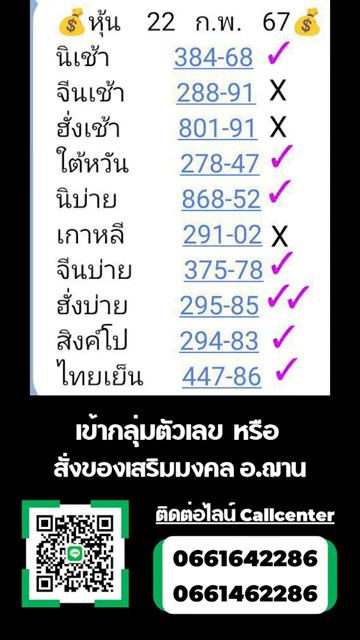 หุ้น 22 ก.พ. 67
นิเช้า 384-68 ✓
จีนเช้า 288-91 X
ฮั่งเช้า 801-91 X
ใต้หวัน 278-47 ✓
นิบ่าย 868-52 ✓
เกาหลี 291-02 X
จีนบ่าย 375-78 ✓
ฮั่งบ่าย 295-85 ✓✓
สิงค์โป 294-83 ✓
ไทยเย็น 447-86 ✓
เข้ากลุ่มตัวเลข หรือ
สั่งของเสริมมงคล อ.ฌาน
ติดต่อไลน์ Callcenter
0661642286
0661462286